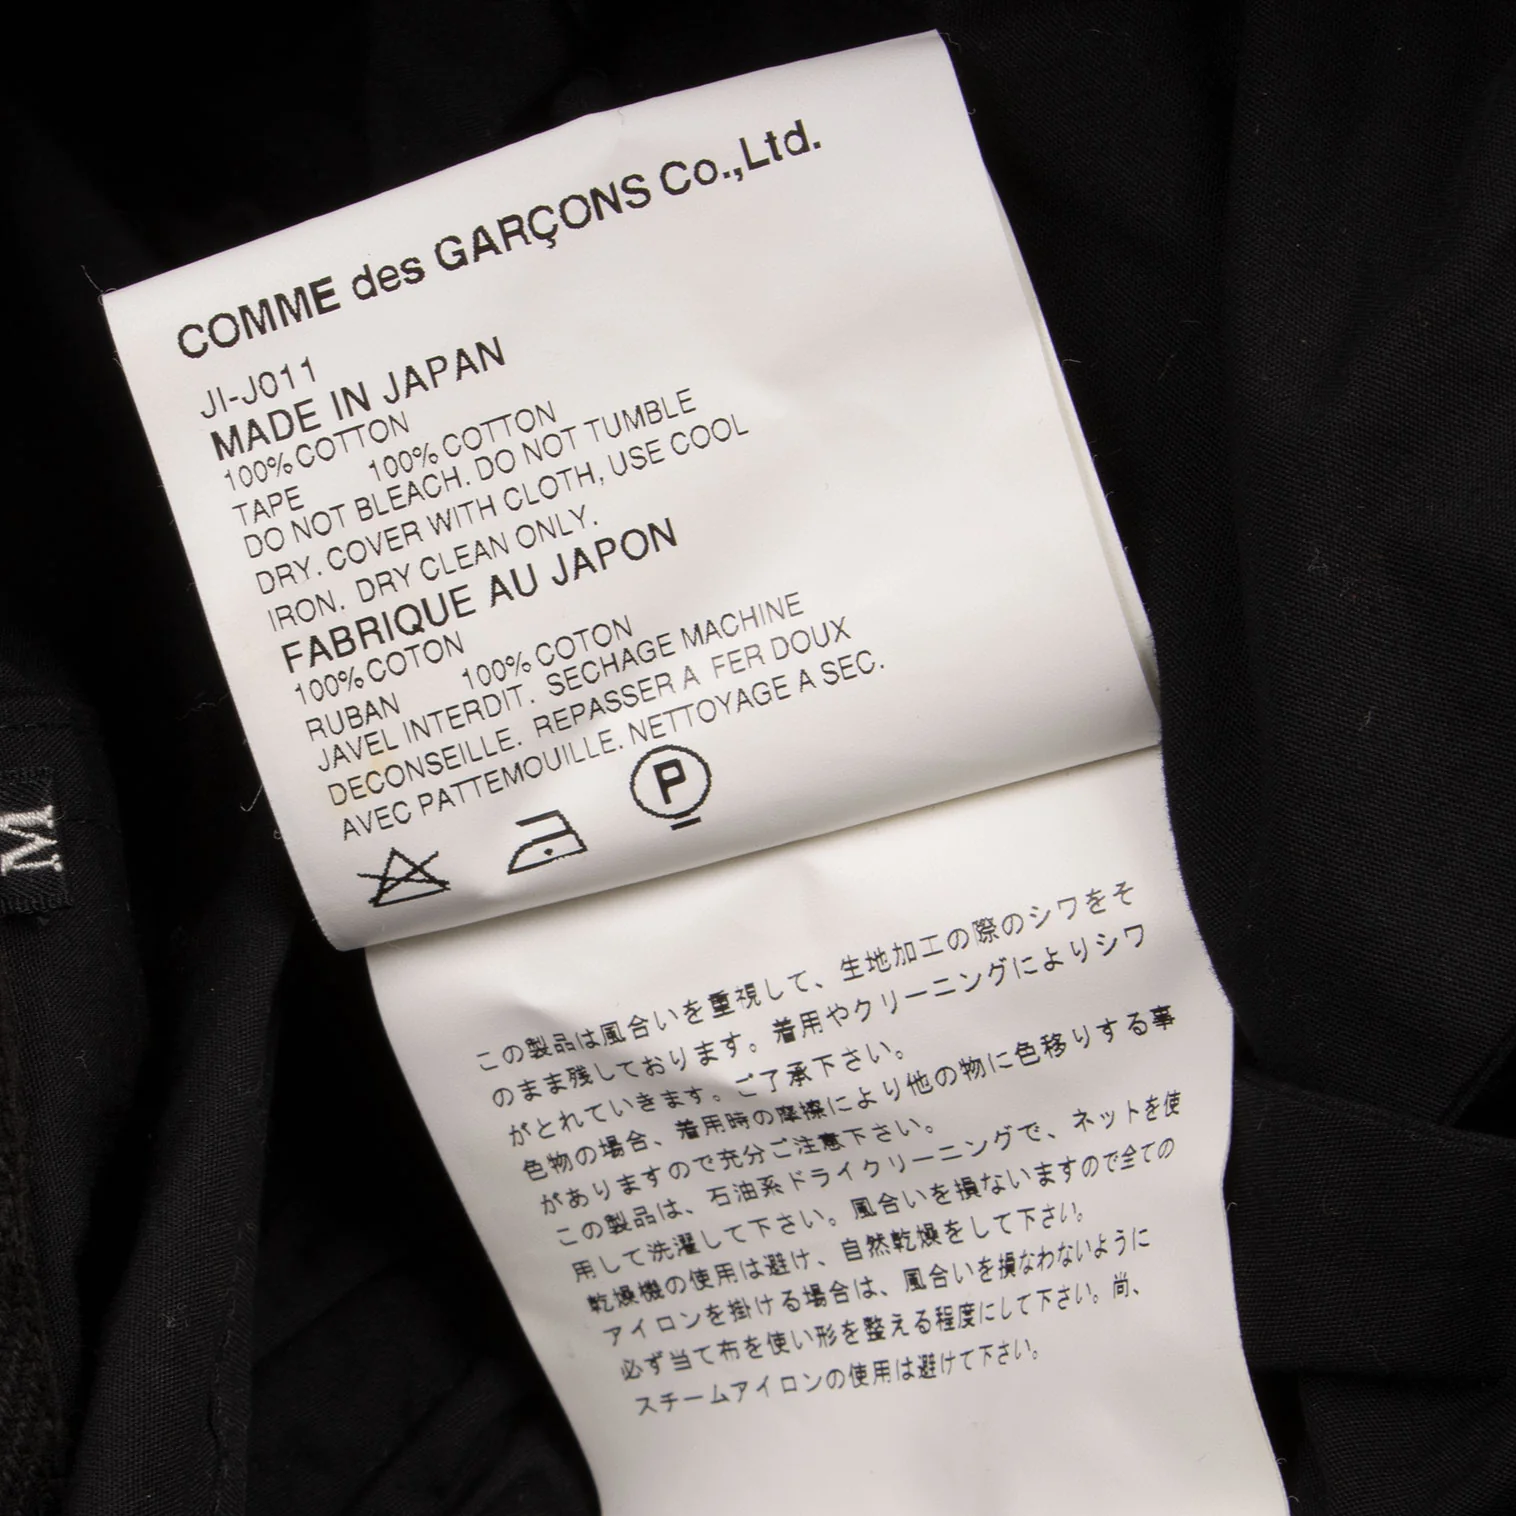 COMME des GARÇONS Co.,Ltd.
JI-J011
MADE IN JAPAN
100% COTTON
TAPE 100% COTTON
DO NOT BLEACH. DO NOT TUMBLE
DRY. COVER WITH CLOTH, USE COOL
IRON. DRY CLEAN ONLY.
FABRIQUE AU JAPON
100% COTON
RUBAN 100% COTON
JAVEL INTERDIT. SECHAGE MACHINE
DECONSEILLE. REPASSER A FER DOUX
AVEC PATTEMOUILLE. NETTOYAGE A SEC.
P
M
この製品は風合いを重視して、生地加工の際のシワをそ
のまま残しております。着用やクリーニングによりシワ
がとれていきます。ご了承下さい。
色物の場合、着用時の摩擦により他の物に色移りする事
がありますので充分ご注意下さい。
この製品は、石油系ドライクリーニングで、ネットを使
用して洗濯して下さい。風合いを損ないますので全ての
乾燥機の使用は避け、自然乾燥をして下さい。
アイロンを掛ける場合は、風合いを損なわないように
必ず当て布を使い形を整える程度にして下さい。尚、
スチームアイロンの使用は避けて下さい。